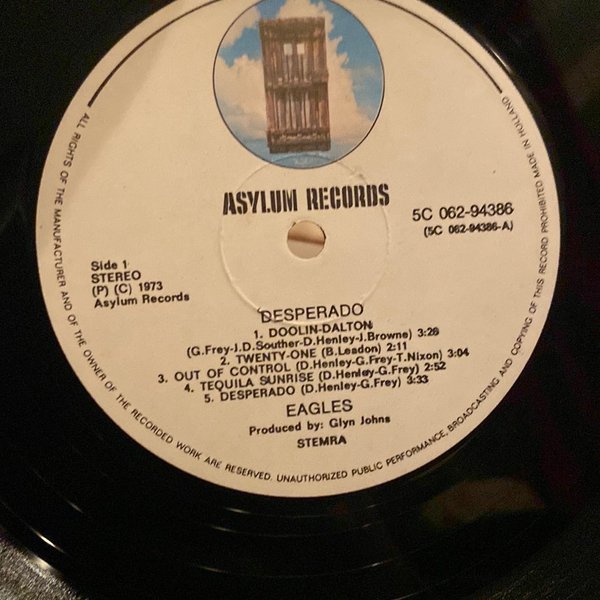 ASYLUM RECORDS
5C 062-94386
(5C 062-94386-A)
Side 1
STEREO
(P) (C) 1973
Asylum Records
DESPERADO
1. DOOLIN-DALTON
(G.Frey-J.D.Souther-D.Henley-J.Browne) 3:28
2. TWENTY-ONE (B.Leadon) 2:11
3. OUT OF CONTROL (D.Henley-G.Frey-T.Nixon) 3:04
4. TEQUILA SUNRISE (D.Henley-G.Frey) 2:52
5. DESPERADO (D.Henley-G.Frey) 3:33
EAGLES
Produced by: Glyn Johns
STEMRA
ALL RIGHTS OF THE MANUFACTURER AND OF THE OWNER OF THE RECORDED WORK ARE RESERVED. UNAUTHORIZED PUBLIC PERFORMANCE, BROADCASTING AND COPYING OF THIS RECORD PROHIBITED MADE IN HOLLAND